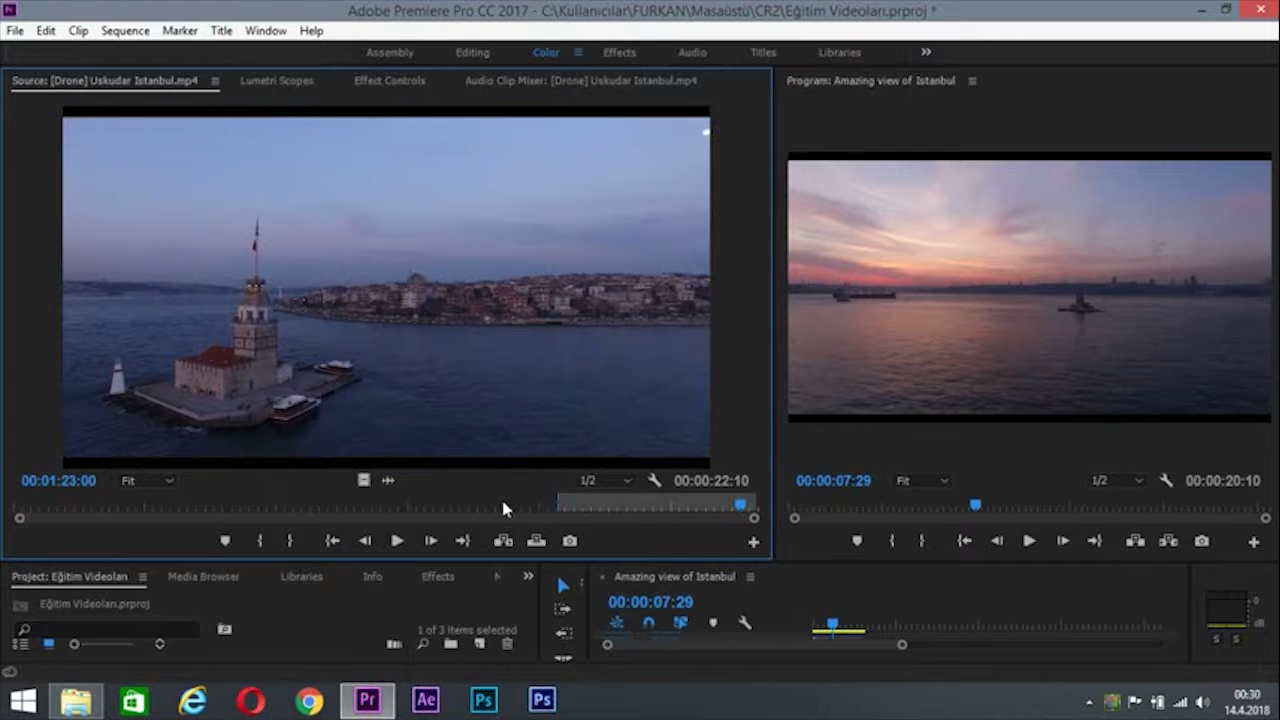 Adobe Premiere Pro CC 2017 - C:\Kullanıcılar\FURKAN\Masaüstü\CR2\Eğitim Videoları.prproj *
File Edit Clip Sequence Marker Title Window Help
Assembly Editing Color Effects Audio Titles Libraries
Source: [Drone] Uskudar Istanbul.mp4 Lumetri Scopes Effect Controls Audio Clip Mixer: [Drone] Uskudar Istanbul.mp4 Program: Amazing view of Istanbul
00:01:23:00 Fit 1/2 00:00:22:10 00:00:07:29 Fit 1/2 00:00:20:10
Project: Eğitim Videoları Media Browser Libraries Info Effects Amazing view of Istanbul
Eğitim Videoları.prproj 00:00:07:29
1 of 3 items selected
S S
Pr Ae Ps Ps
00:30
14.4.2018